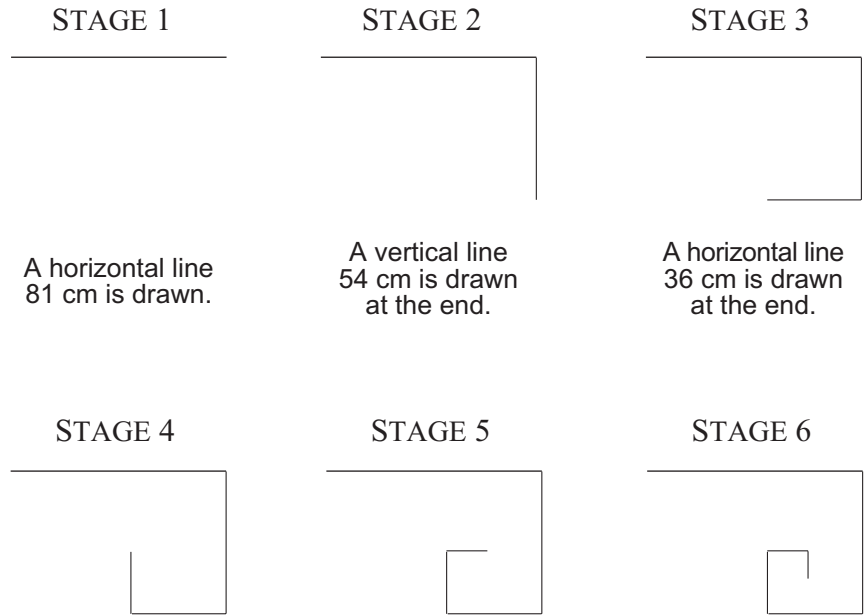 STAGE 1
STAGE 2
STAGE 3
A horizontal line
81 cm is drawn.
A vertical line
54 cm is drawn
at the end.
A horizontal line
36 cm is drawn
at the end.
STAGE 4
STAGE 5
STAGE 6